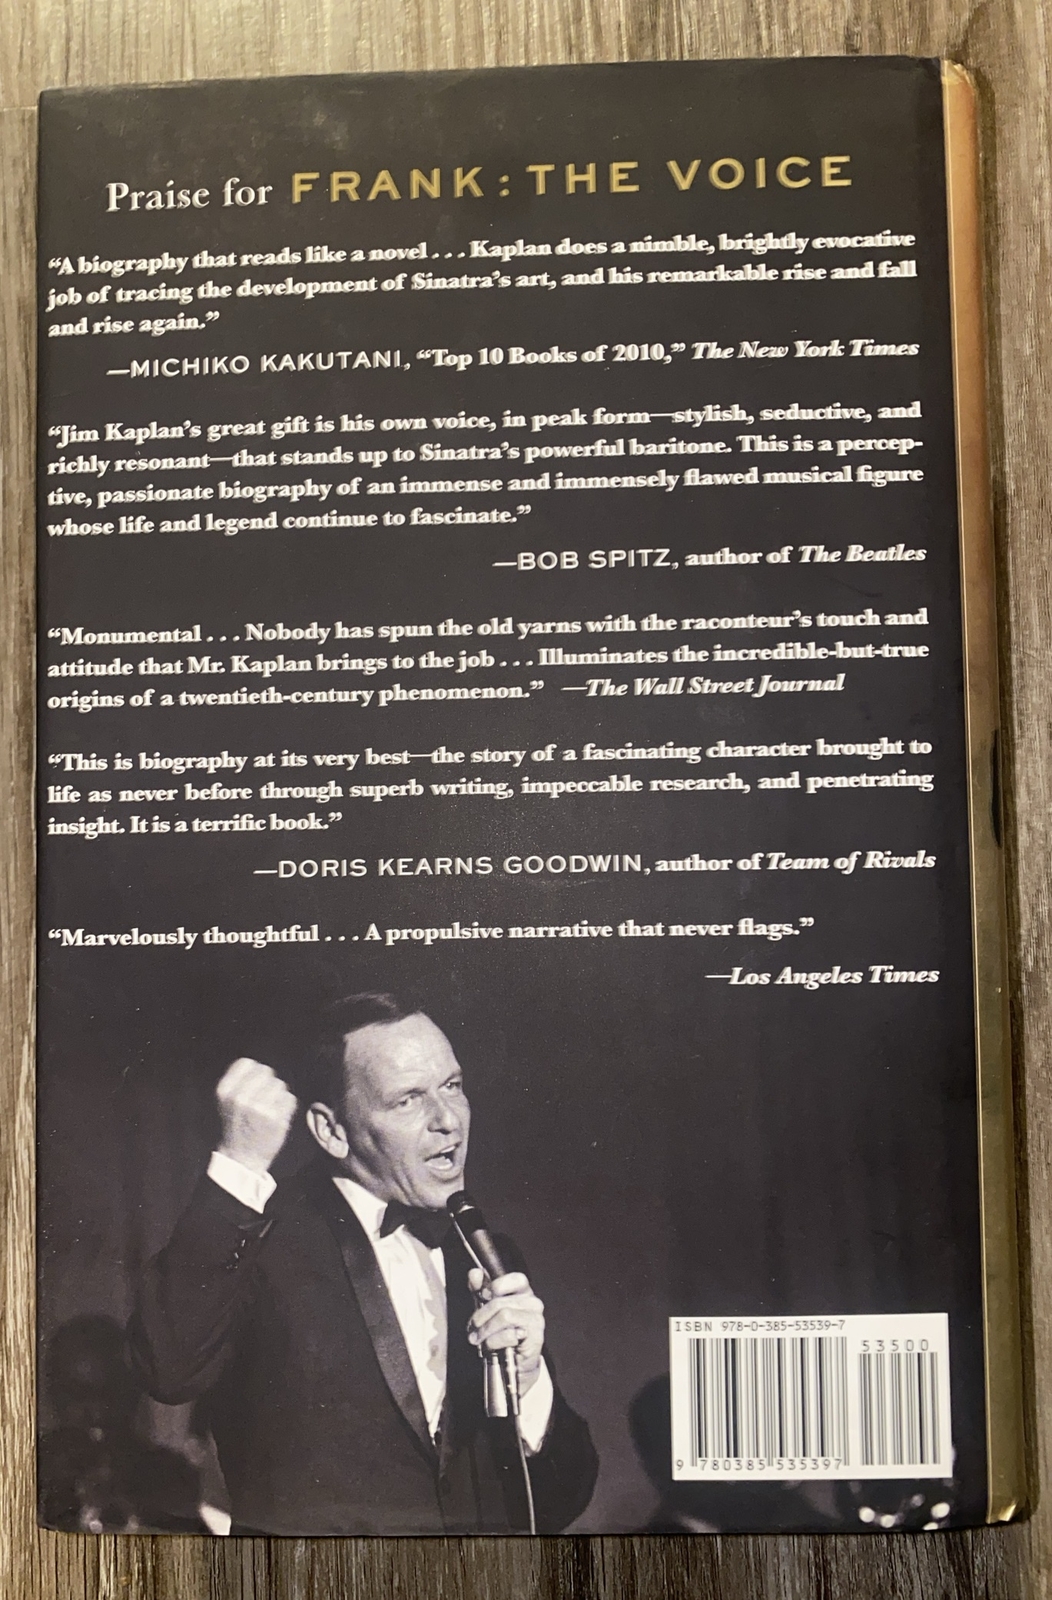 Praise for FRANK: THE VOICE
“A biography that reads like a novel . . . Kaplan does a nimble, brightly evocative
job of tracing the development of Sinatra’s art, and his remarkable rise and fall
and rise again.”
—MICHIKO KAKUTANI, “Top 10 Books of 2010,” The New York Times
“Jim Kaplan’s great gift is his own voice, in peak form—stylish, seductive, and
richly resonant—that stands up to Sinatra’s powerful baritone. This is a percep-
tive, passionate biography of an immense and immensely flawed musical figure
whose life and legend continue to fascinate.”
—BOB SPITZ, author of The Beatles
“Monumental . . . Nobody has spun the old yarns with the raconteur’s touch and
attitude that Mr. Kaplan brings to the job . . . Illuminates the incredible-but-true
origins of a twentieth-century phenomenon.” —The Wall Street Journal
“This is biography at its very best—the story of a fascinating character brought to
life as never before through superb writing, impeccable research, and penetrating
insight. It is a terrific book.”
—DORIS KEARNS GOODWIN, author of Team of Rivals
“Marvelously thoughtful . . . A propulsive narrative that never flags.”
—Los Angeles Times
ISBN 978-0-385-53539-7
53500
9 780385 535397